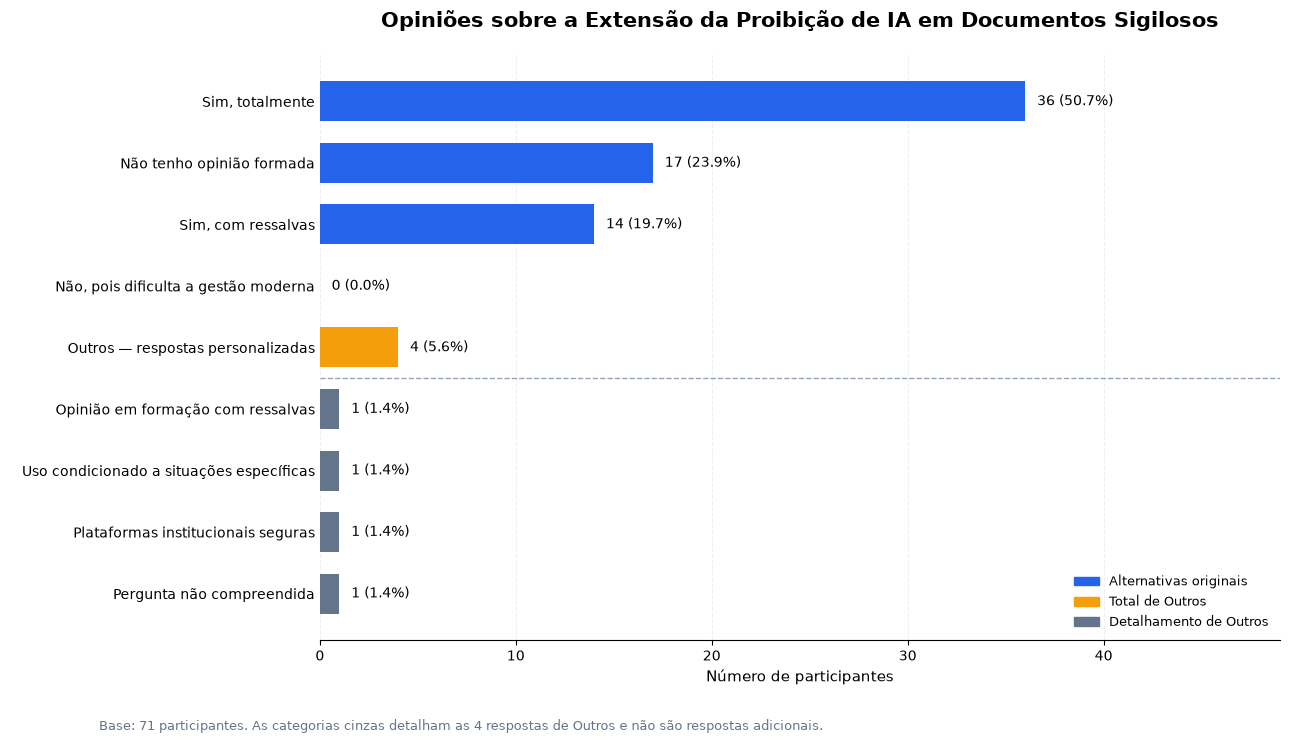 Opiniões sobre a Extensão da Proibição de IA em Documentos Sigilosos
Sim, totalmente
36 (50.7%)
Não tenho opinião formada
17 (23.9%)
Sim, com ressalvas
14 (19.7%)
Não, pois dificulta a gestão moderna
0 (0.0%)
Outros — respostas personalizadas
4 (5.6%)
Opinião em formação com ressalvas
1 (1.4%)
Uso condicionado a situações específicas
1 (1.4%)
Plataformas institucionais seguras
1 (1.4%)
Pergunta não compreendida
1 (1.4%)
Alternativas originais
Total de Outros
Detalhamento de Outros
0 10 20 30 40
Número de participantes
Base: 71 participantes. As categorias cinzas detalham as 4 respostas de Outros e não são respostas adicionais.